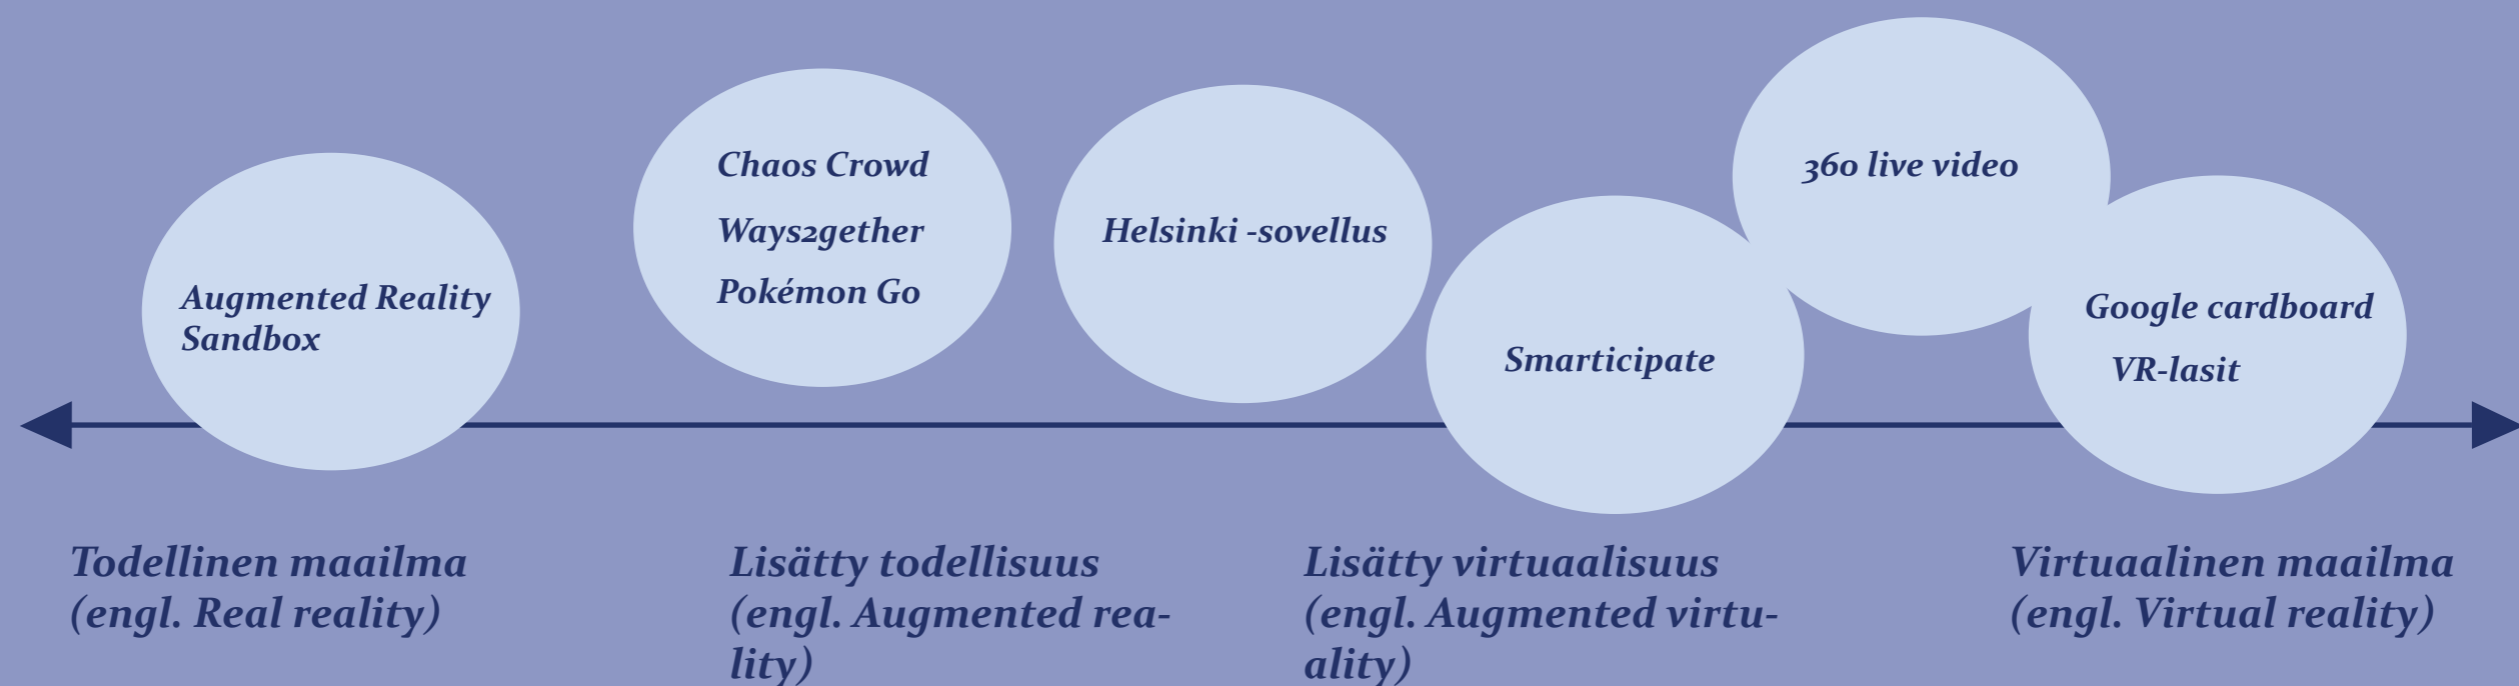 Augmented Reality
Sandbox
Chaos Crowd
Ways2gether
Pokémon Go
Helsinki -sovellus
Smarticipate
360 live video
Google cardboard
VR-lasit
Todellinen maailma
(engl. Real reality)
Lisätty todellisuus
(engl. Augmented rea-
lity)
Lisätty virtuaalisuus
(engl. Augmented virtu-
ality)
Virtuaalinen maailma
(engl. Virtual reality)